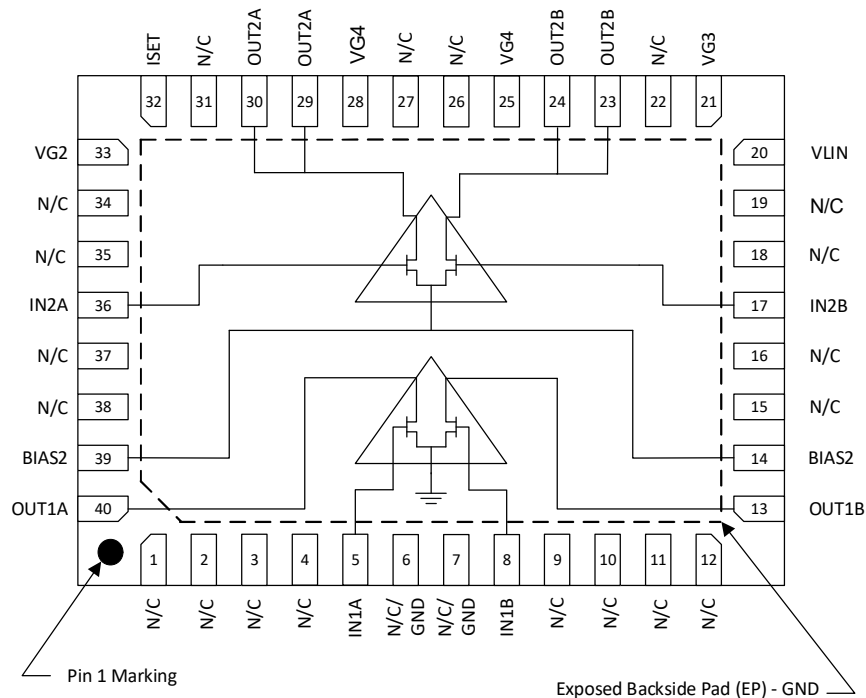 ISET
N/C
OUT2A
OUT2A
VG4
N/C
N/C
VG4
OUT2B
OUT2B
N/C
VG3
32
31
30
29
28
27
26
25
24
23
22
21
VG2 33
20 VLIN
N/C 34
19 N/C
N/C 35
18 N/C
IN2A 36
17 IN2B
N/C 37
16 N/C
N/C 38
15 N/C
BIAS2 39
14 BIAS2
OUT1A 40
13 OUT1B
1
2
3
4
5
6
7
8
9
10
11
12
N/C
N/C
N/C
N/C
IN1A
N/C/
GND
N/C/
GND
IN1B
N/C
N/C
N/C
N/C
Pin 1 Marking
Exposed Backside Pad (EP) - GND